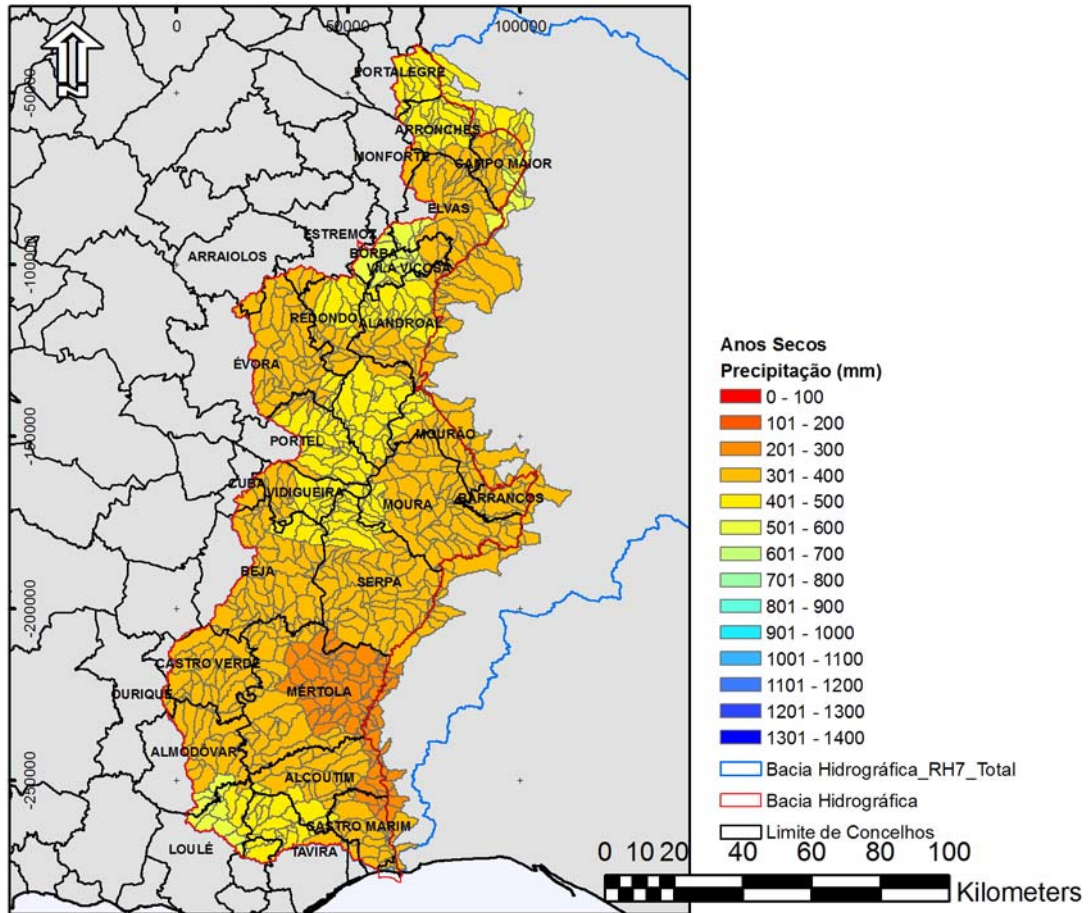 0
50000
100000
-50000
-100000
-150000
-200000
-250000
N
PORTALEGRE
ARRONCHES
MONFORTE
CAMPO MAIOR
ELVAS
ESTREMOZ
BORBA
ARRAIOLOS
VILA VIÇOSA
REDONDO
ALANDROAL
ÉVORA
PORTEL
MOURÃO
CUBA
VIDIGUEIRA
MOURA
BARRANCOS
BEJA
SERPA
CASTRO VERDE
OURIQUE
MÉRTOLA
ALMODÔVAR
ALCOUTIM
CASTRO MARIM
LOULÉ
TAVIRA
Anos Secos
Precipitação (mm)
0 - 100
101 - 200
201 - 300
301 - 400
401 - 500
501 - 600
601 - 700
701 - 800
801 - 900
901 - 1000
1001 - 1100
1101 - 1200
1201 - 1300
1301 - 1400
Bacia Hidrográfica_RH7_Total
Bacia Hidrográfica
Limite de Concelhos
0 10 20 40 60 80 100
Kilometers